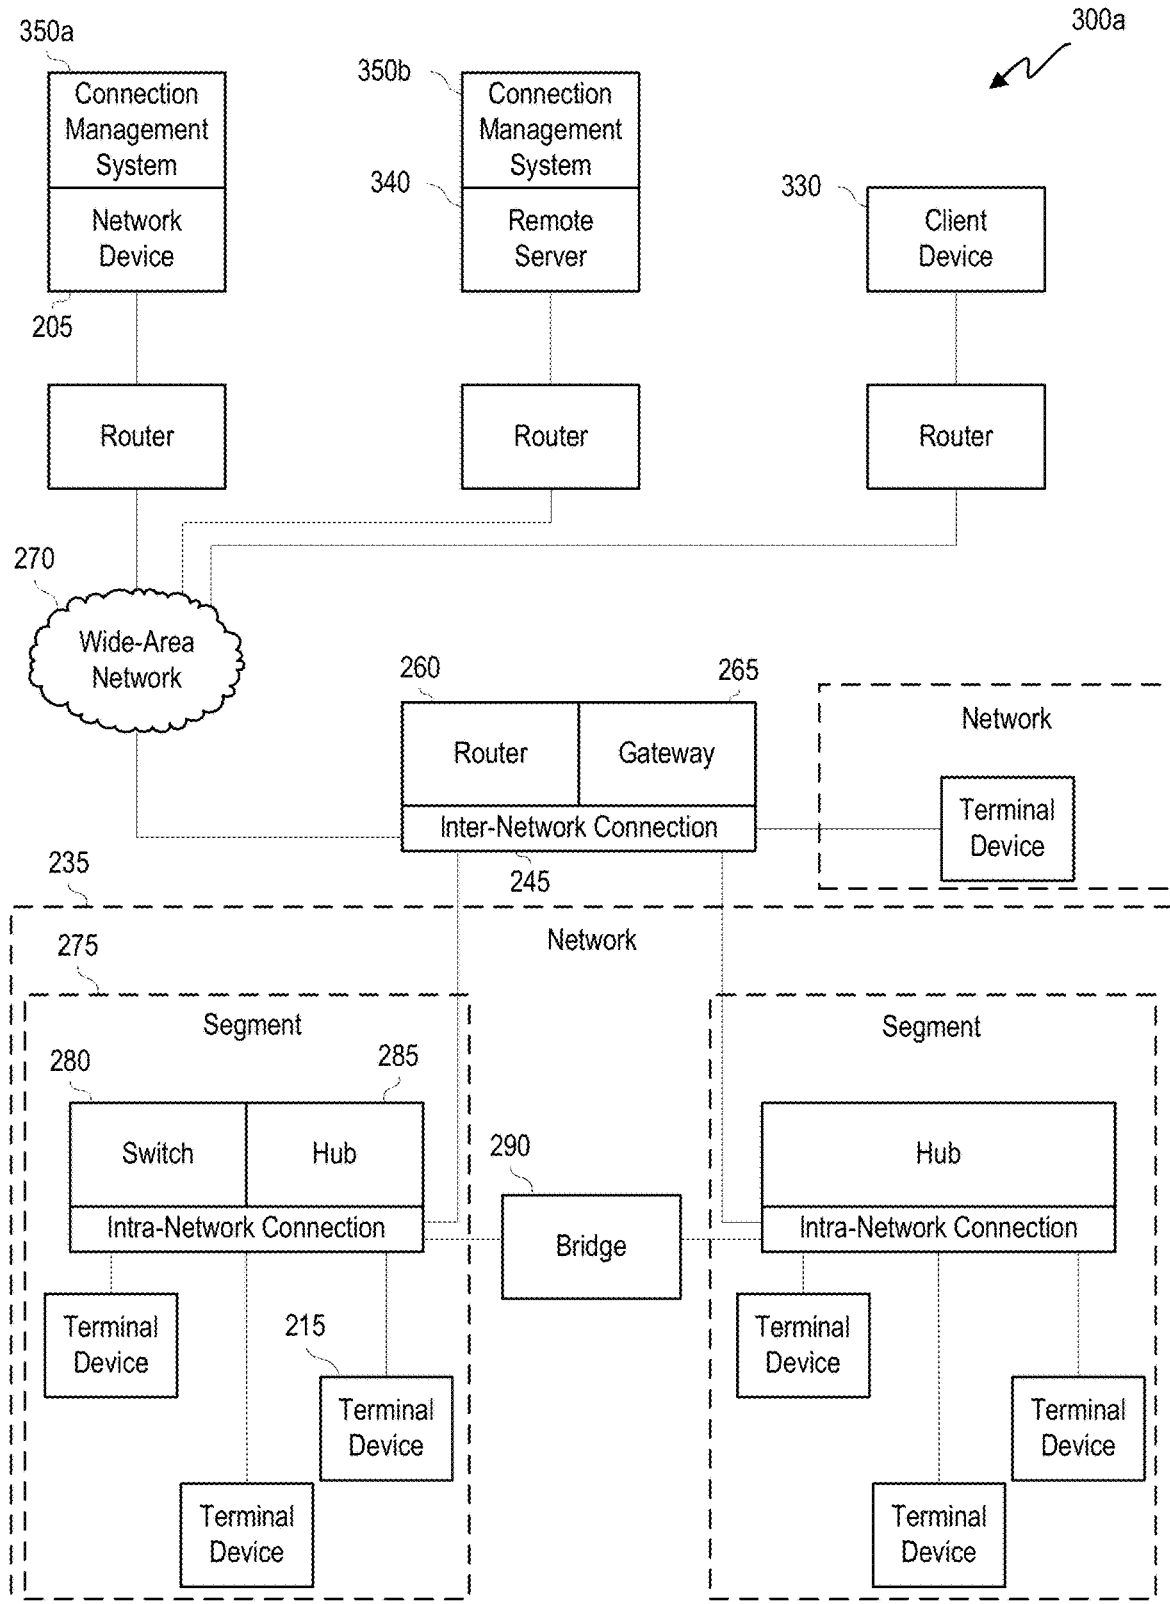 300a
350a
Connection
Management
System
Network
Device
205
350b
Connection
Management
System
340
Remote
Server
330
Client
Device
Router
Router
Router
270
Wide-Area
Network
260
265
Router
Gateway
Inter-Network Connection
245
Network
Terminal
Device
235
Network
275
Segment
280
285
Switch
Hub
Intra-Network Connection
290
Bridge
Terminal
Device
215
Terminal
Device
Terminal
Device
Segment
Hub
Intra-Network Connection
Terminal
Device
Terminal
Device
Terminal
Device